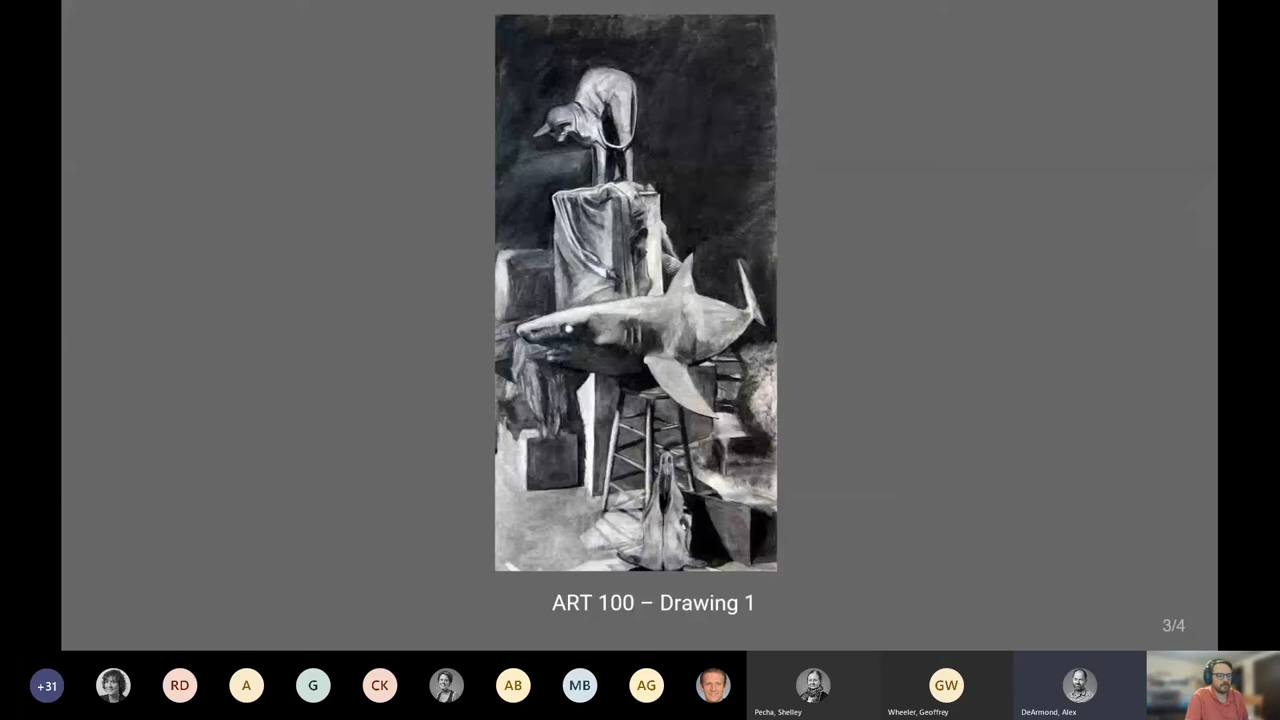 ART 100 – Drawing 1
3/4
+31
RD
A
G
CK
AB
MB
AG
GW
Pecha, Shelley
Wheeler, Geoffrey
DeArmond, Alex